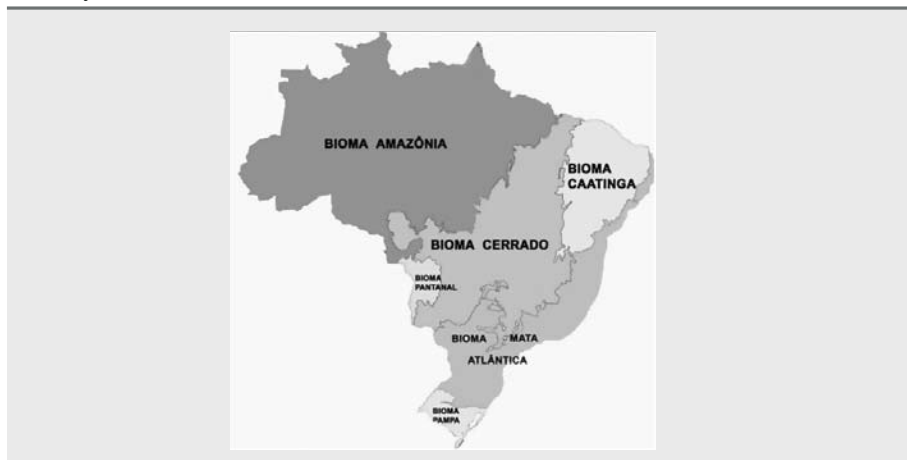 BIOMA AMAZÔNIA
BIOMA
CAATINGA
BIOMA CERRADO
BIOMA
PANTANAL
BIOMA MATA
ATLÂNTICA
BIOMA
PAMPA